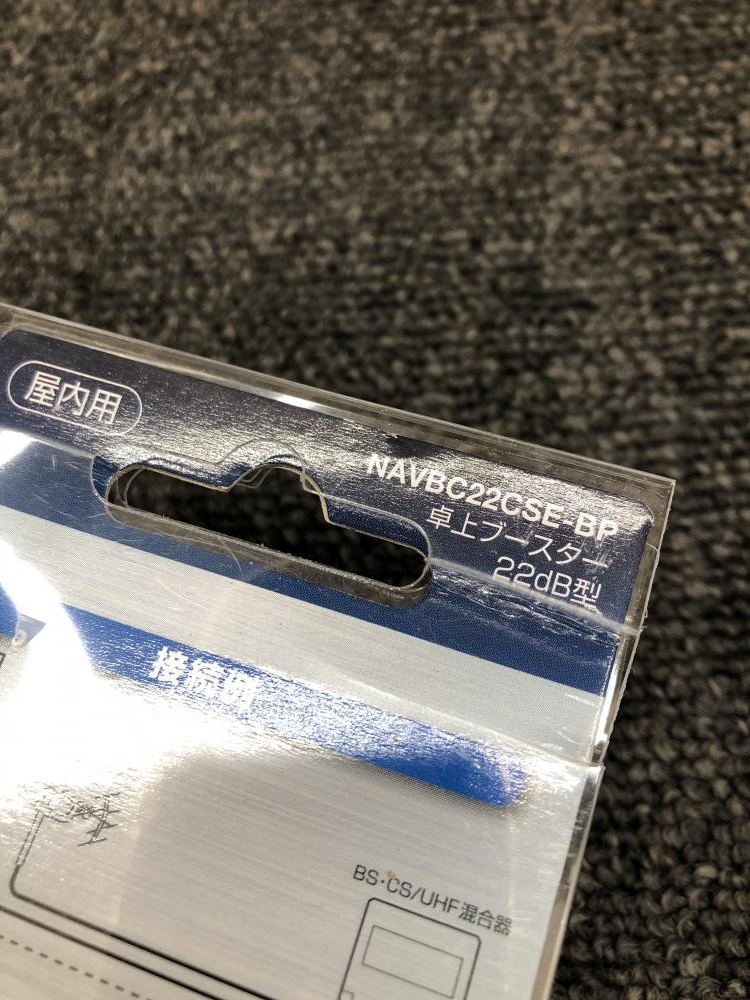 屋内用
NAVBC22CSE-BP
卓上ブースター
22dB型
接続例
BS・CS/UHF混合器